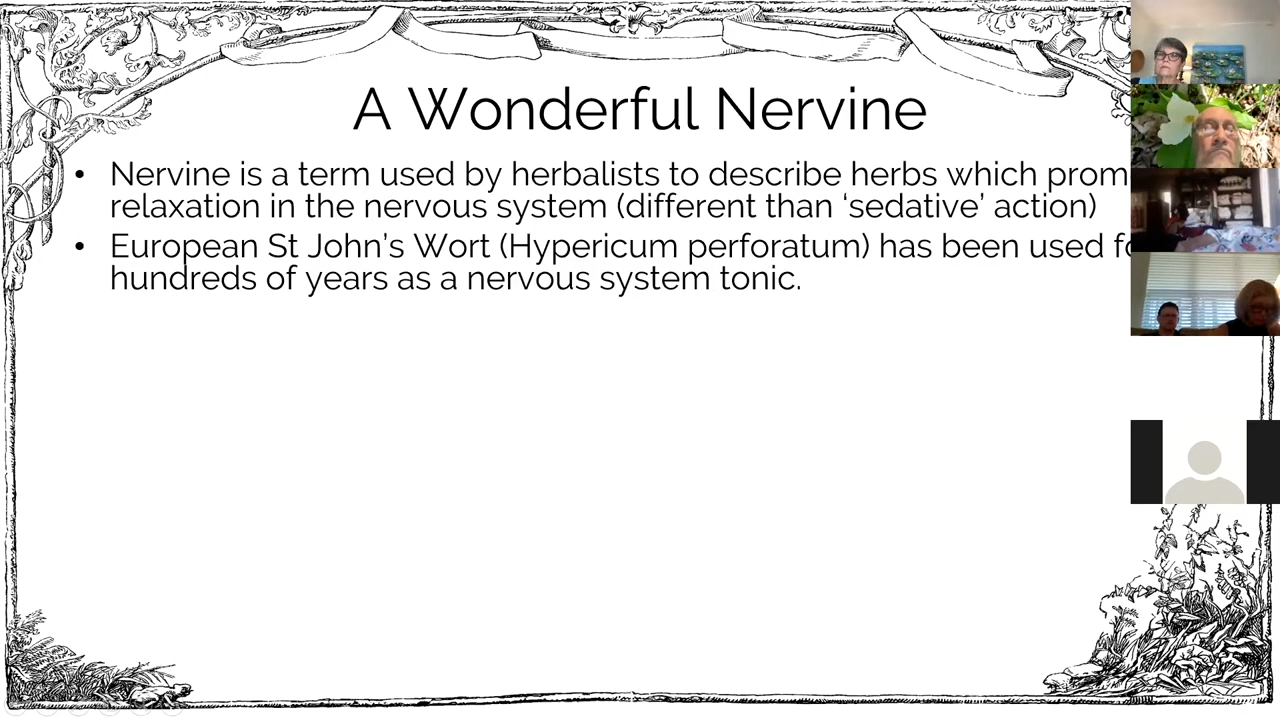 A Wonderful Nervine
• Nervine is a term used by herbalists to describe herbs which prom
relaxation in the nervous system (different than ‘sedative’ action)
• European St John’s Wort (Hypericum perforatum) has been used fo
hundreds of years as a nervous system tonic.